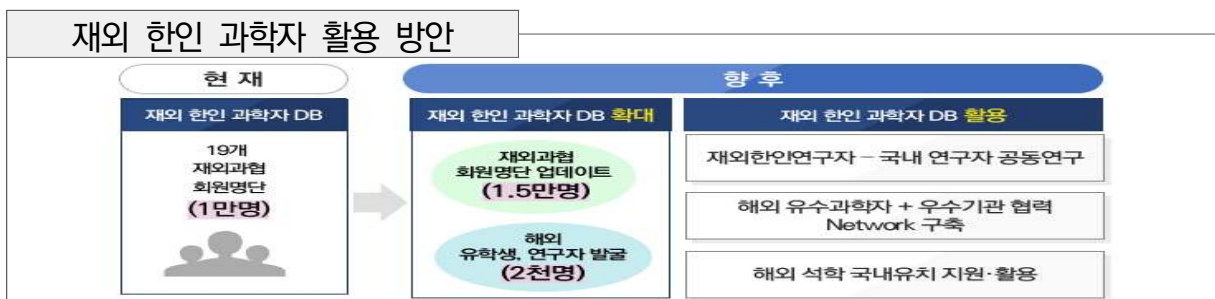 재외 한인 과학자 활용 방안
현 재
향 후
재외 한인 과학자 DB
19개
재외과협
회원명단
(1만명)
재외 한인 과학자 DB 확대
재외과협
회원명단 업데이트
(1.5만명)
해외
유학생, 연구자 발굴
(2천명)
재외 한인 과학자 DB 활용
재외한인연구자 – 국내 연구자 공동연구
해외 유수과학자 + 우수기관 협력
Network 구축
해외 석학 국내유치 지원·활용